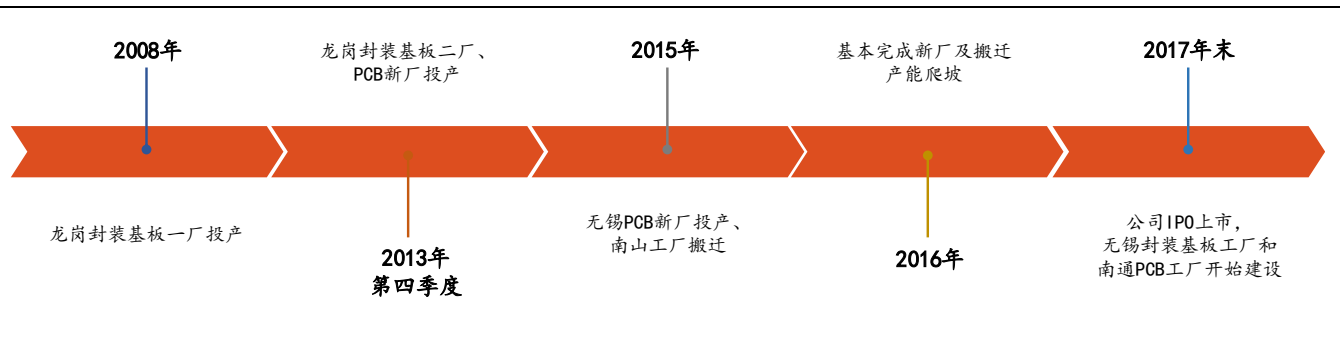 2008年
龙岗封装基板一厂投产
龙岗封装基板二厂、
PCB新厂投产
2013年
第四季度
2015年
无锡PCB新厂投产、
南山工厂搬迁
基本完成新厂及搬迁
产能爬坡
2016年
2017年末
公司IPO上市，
无锡封装基板工厂和
南通PCB工厂开始建设